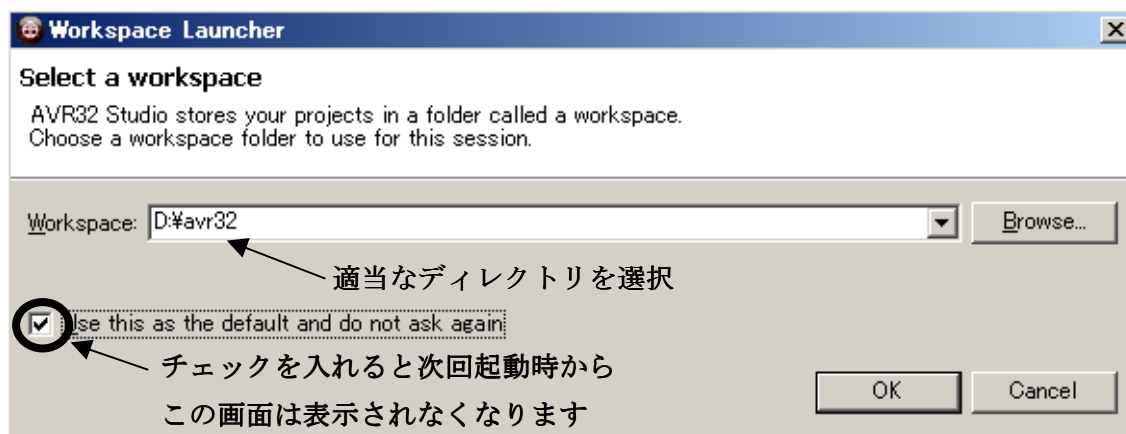 Workspace Launcher
Select a workspace
AVR32 Studio stores your projects in a folder called a workspace.
Choose a workspace folder to use for this session.
Workspace: D:¥avr32 Browse...
適当なディレクトリを選択
Use this as the default and do not ask again
チェックを入れると次回起動時から
この画面は表示されなくなります
OK Cancel